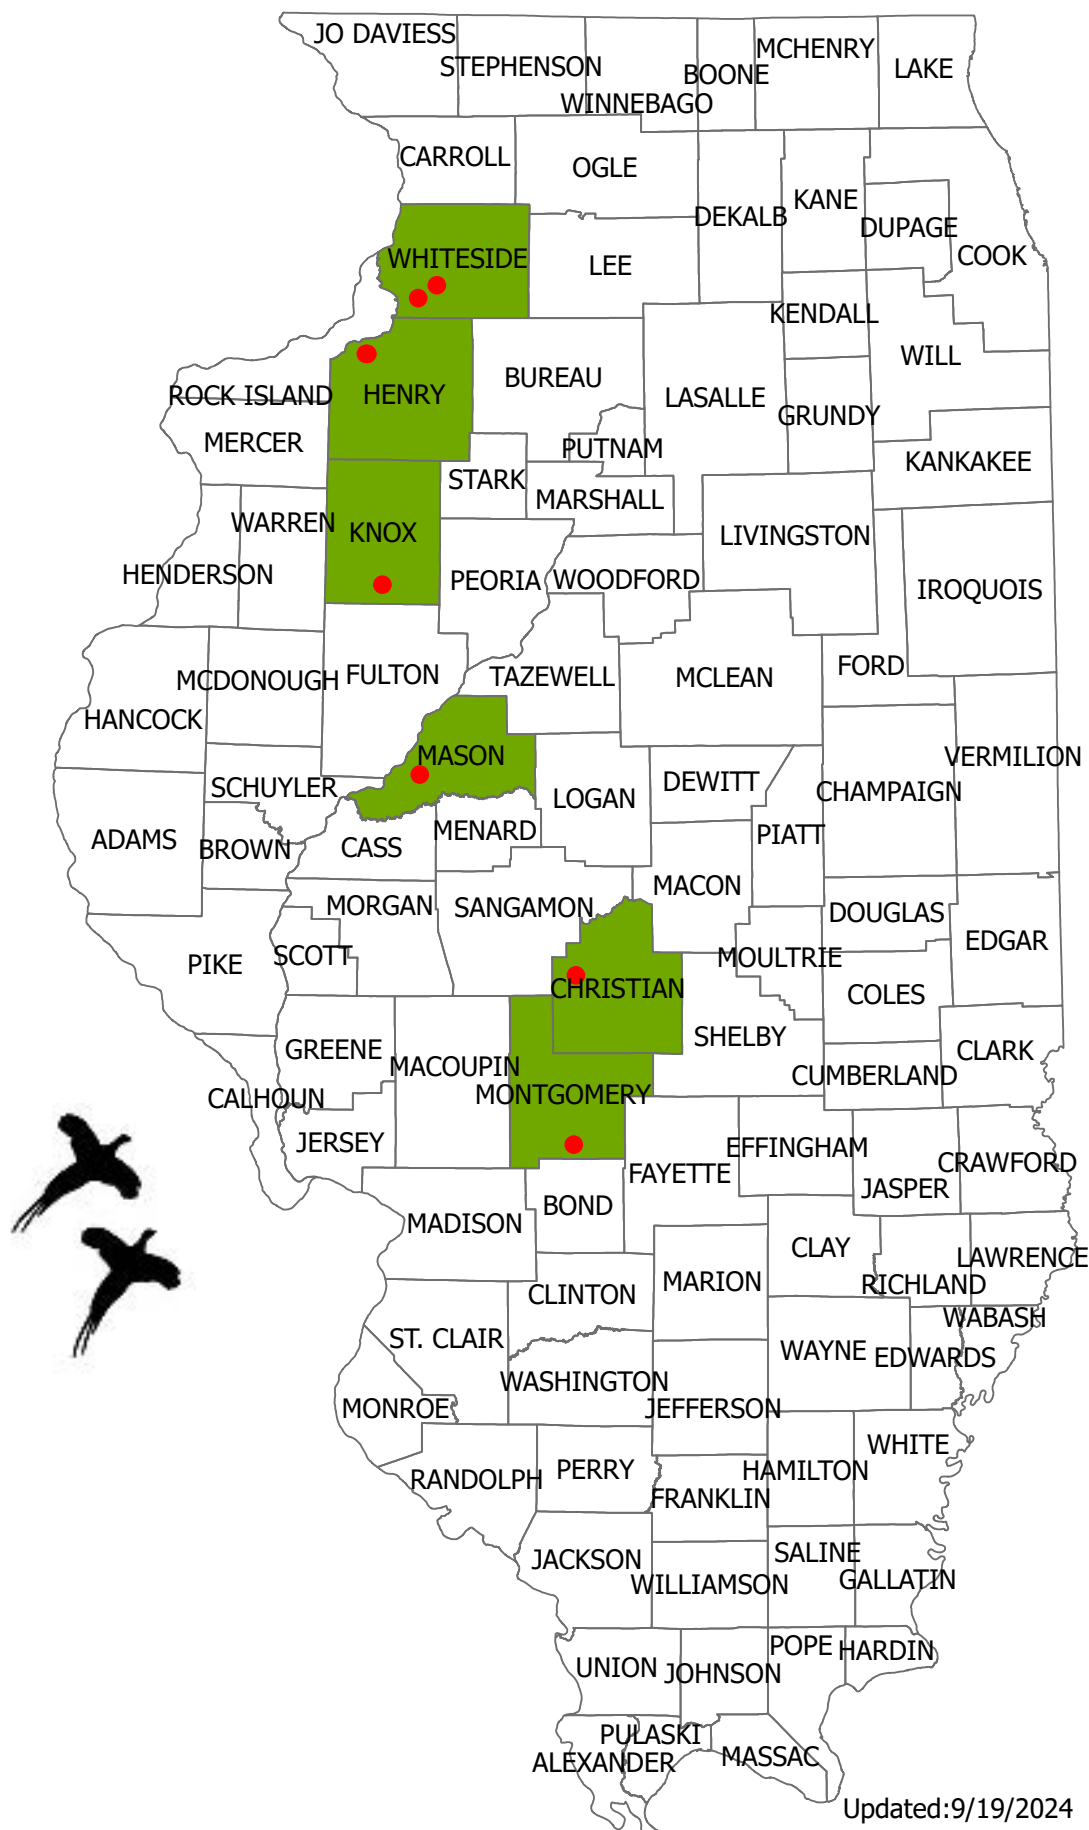 JO DAVIESS
STEPHENSON
WINNEBAGO
BOONE
MCHENRY
LAKE
CARROLL
OGLE
DEKALB
KANE
DUPAGE
COOK
WHITESIDE
LEE
KENDALL
WILL
ROCK ISLAND
HENRY
BUREAU
LASALLE
GRUNDY
MERCER
PUTNAM
KANKAKEE
STARK
MARSHALL
WARREN
KNOX
LIVINGSTON
HENDERSON
PEORIA
WOODFORD
IROQUOIS
MCDONOUGH
FULTON
TAZEWELL
MCLEAN
FORD
HANCOCK
MASON
VERMILION
SCHUYLER
LOGAN
DEWITT
CHAMPAIGN
ADAMS
BROWN
CASS
MENARD
PIATT
MACON
MORGAN
SANGAMON
DOUGLAS
EDGAR
PIKE
SCOTT
MOULTRIE
CHRISTIAN
COLES
SHELBY
GREENE
MACOUPIN
CLARK
CUMBERLAND
CALHOUN
MONTGOMERY
JERSEY
EFFINGHAM
FAYETTE
JASPER
CRAWFORD
MADISON
BOND
CLAY
LAWRENCE
RICHLAND
MARION
CLINTON
WABASH
ST. CLAIR
WAYNE
EDWARDS
WASHINGTON
MONROE
JEFFERSON
WHITE
RANDOLPH
PERRY
HAMILTON
FRANKLIN
JACKSON
SALINE
WILLIAMSON
GALLATIN
UNION
JOHNSON
POPE
HARDIN
PULASKI
ALEXANDER
MASSAC
Updated:9/19/2024